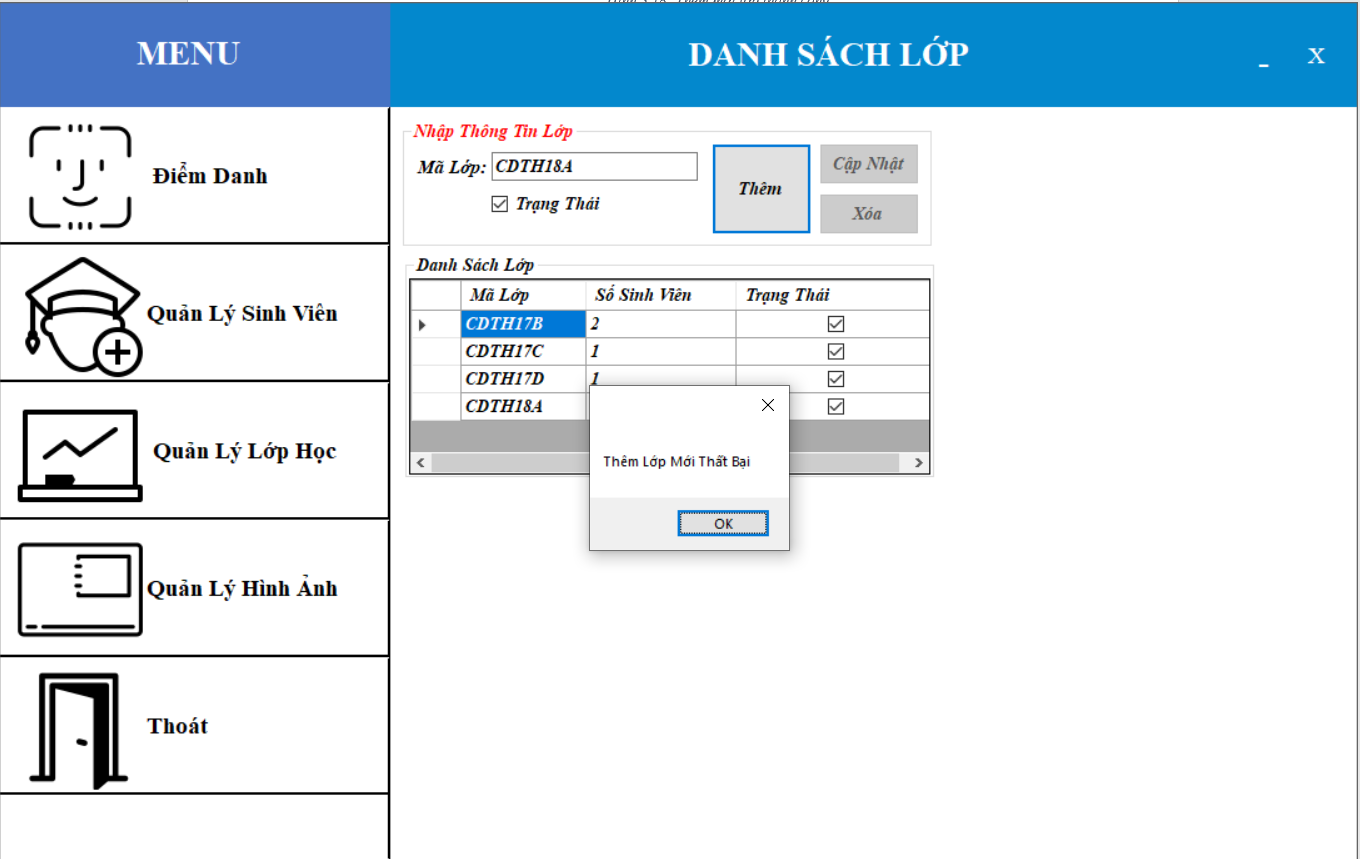 MENU
DANH SÁCH LỚP
- X
Điểm Danh
Quản Lý Sinh Viên
Quản Lý Lớp Học
Quản Lý Hình Ảnh
Thoát
Nhập Thông Tin Lớp
Mã Lớp: CDTH18A
Trạng Thái
Thêm
Cập Nhật
Xóa
Danh Sách Lớp
Mã Lớp Số Sinh Viên Trạng Thái
CDTH17B 2
CDTH17C 1
CDTH17D 1
CDTH18A
Thêm Lớp Mới Thất Bại
OK